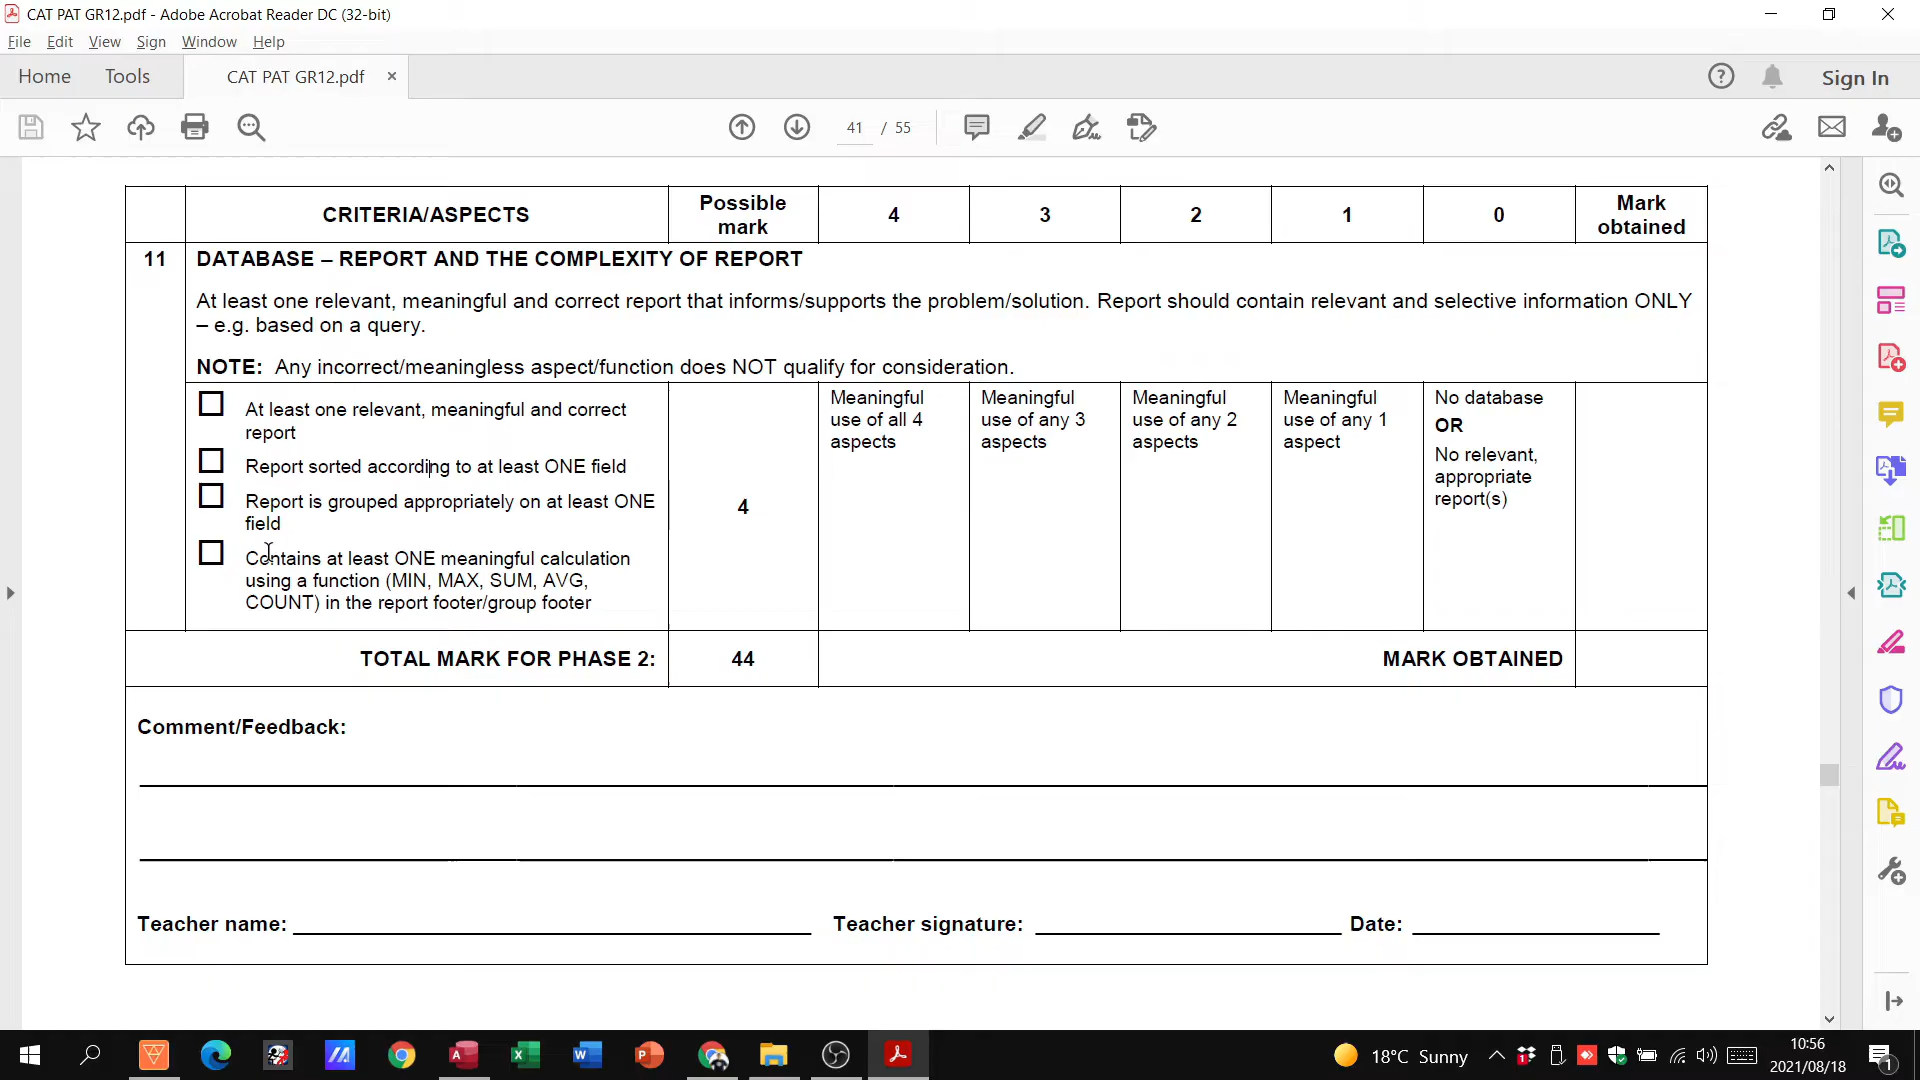 CAT PAT GR12.pdf - Adobe Acrobat Reader DC (32-bit)
File Edit View Sign Window Help
Home Tools CAT PAT GR12.pdf × Sign In
41 / 55
CRITERIA/ASPECTS Possible mark 4 3 2 1 0 Mark obtained
11 DATABASE – REPORT AND THE COMPLEXITY OF REPORT
At least one relevant, meaningful and correct report that informs/supports the problem/solution. Report should contain relevant and selective information ONLY
– e.g. based on a query.
NOTE: Any incorrect/meaningless aspect/function does NOT qualify for consideration.
At least one relevant, meaningful and correct
report
Report sorted according to at least ONE field
Report is grouped appropriately on at least ONE
field
Contains at least ONE meaningful calculation
using a function (MIN, MAX, SUM, AVG,
COUNT) in the report footer/group footer
4
Meaningful
use of all 4
aspects
Meaningful
use of any 3
aspects
Meaningful
use of any 2
aspects
Meaningful
use of any 1
aspect
No database
OR
No relevant,
appropriate
report(s)
TOTAL MARK FOR PHASE 2: 44 MARK OBTAINED
Comment/Feedback:
Teacher name: Teacher signature: Date:
18°C Sunny
10:56
2021/08/18
1